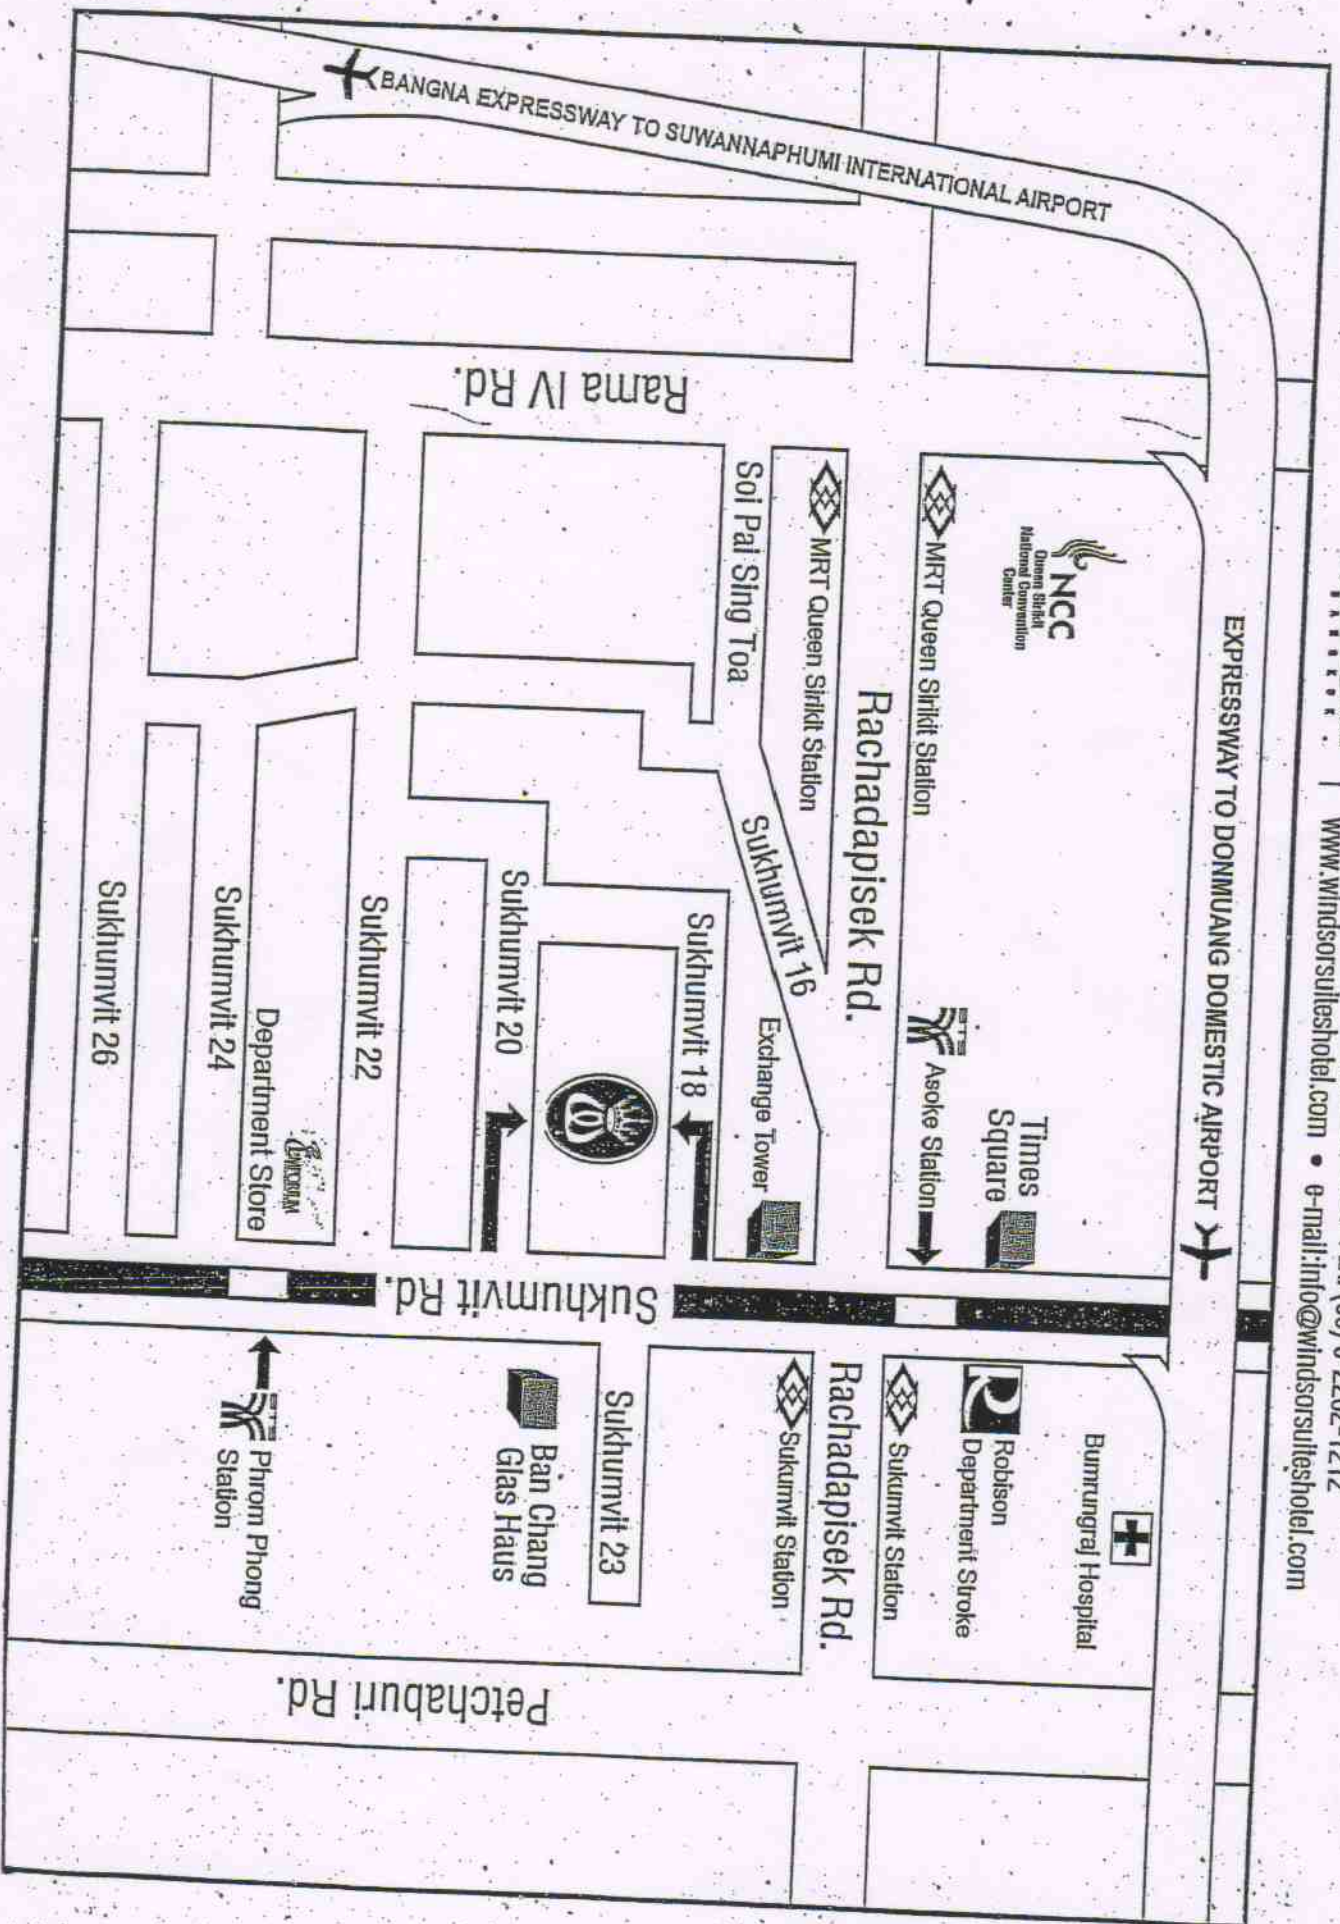 www.windsorsuiteshotel.com • e-mail:info@windsorsuiteshotel.com
EXPRESSWAY TO DONMUANG DOMESTIC AIRPORT
BANGNA EXPRESSWAY TO SUWANNAPHUMI INTERNATIONAL AIRPORT
NCC
Queen Sirikit
National Convention
Center
Times
Square
Bumrungraj Hospital
Robison
Department Stroke
MRT Queen Sirikit Station
BTS
Asoke Station
Sukumvit Station
Rachadapisek Rd.
Rachadapisek Rd.
MRT Queen Sirikit Station
Sukumvit Station
Soi Pai Sing Toa
Sukhumvit 16
Exchange Tower
Rama IV Rd.
Sukhumvit 18
Sukhumvit Rd.
Sukhumvit 23
Ban Chang
Glas Haus
Petchaburi Rd.
Sukhumvit 20
Sukhumvit 22
EMPORIUM
Department Store
Sukhumvit 24
BTS
Phrom Phong
Station
Sukhumvit 26